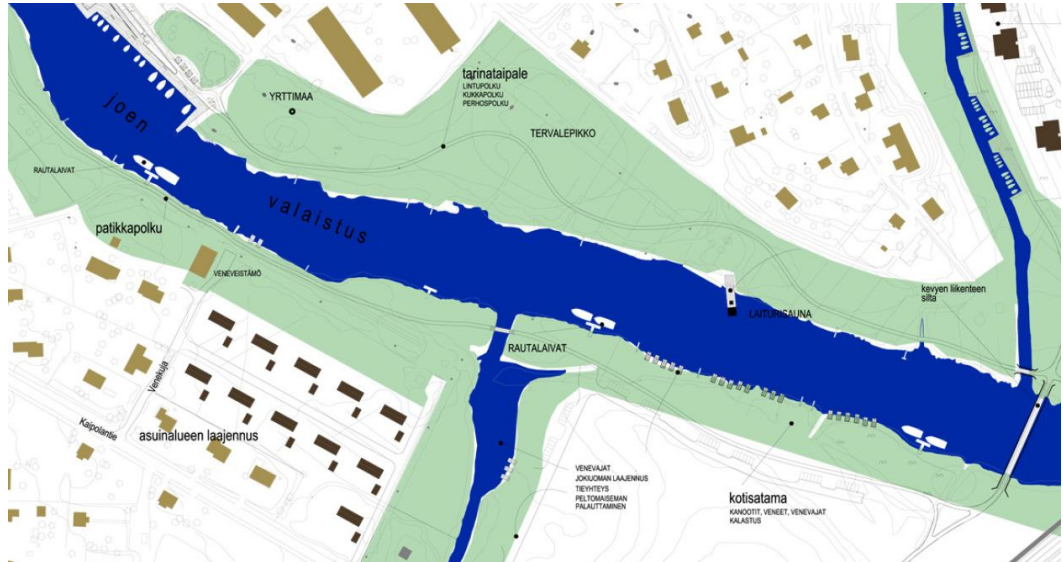 joen
valaistus
YRTTIMAA
tarinataipale
LINTUPOLKU
KUKKAPOLKU
PERHOSPOLKU
TERVALEPIKKO
RAUTALAIVAT
patikkapolku
VENEVEISTÄMÖ
kevyen liikenteen
silta
LAITURISAUNA
RAUTALAIVAT
Venekuja
Kaipolantie
asuinalueen laajennus
VENEVAJAT
JOKIUOMAN LAAJENNUS
TIEYHTEYS
PELTOMAISEMAN
PALAUTTAMINEN
kotisatama
KANOOTIT, VENEET, VENEVAJAT
KALASTUS